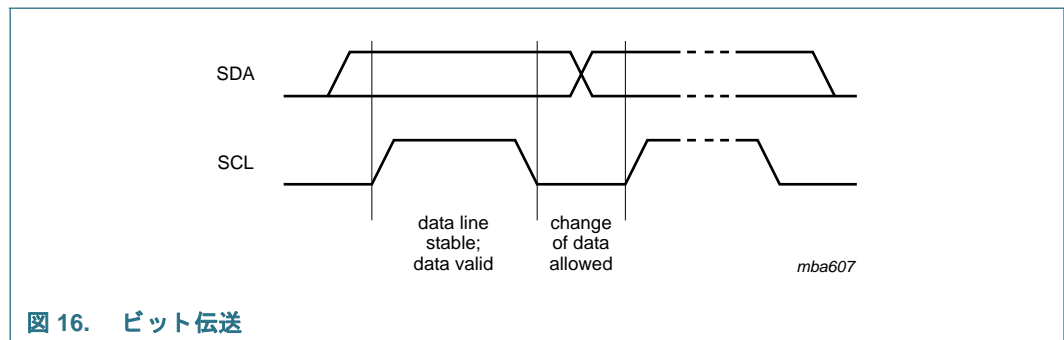 SDA
SCL
data line
stable;
data valid
change
of data
allowed
mba607
図 16. ビット伝送